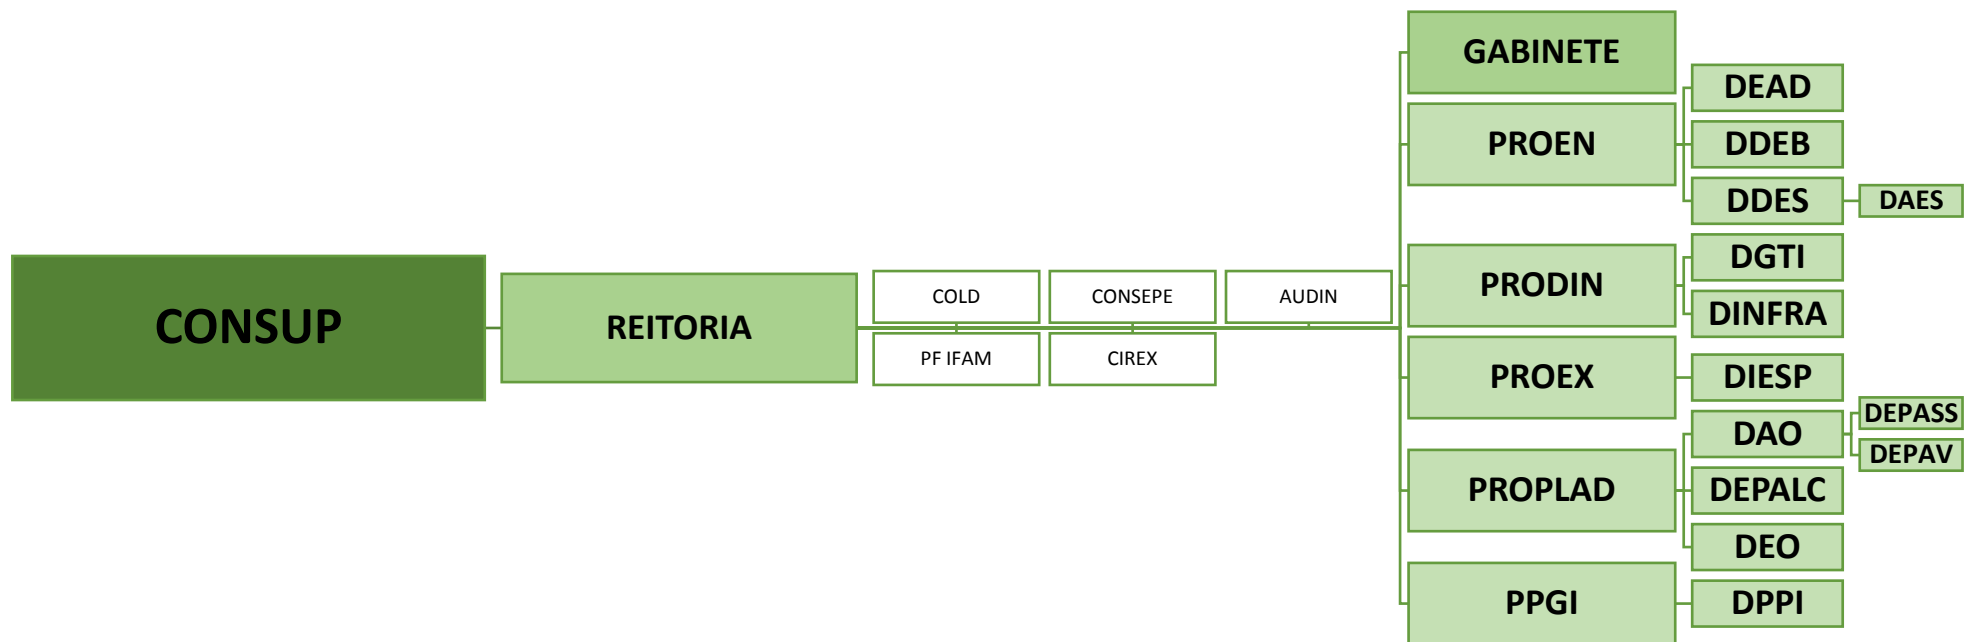 CONSUP
REITORIA
COLD
CONSEPE
AUDIN
PF IFAM
CIREX
GABINETE
PROEN
DEAD
DDEB
DDES
DAES
PRODIN
DGTI
DINFRA
PROEX
DIESP
PROPLAD
DAO
DEPASS
DEPAV
DEPALC
DEO
PPGI
DPPI